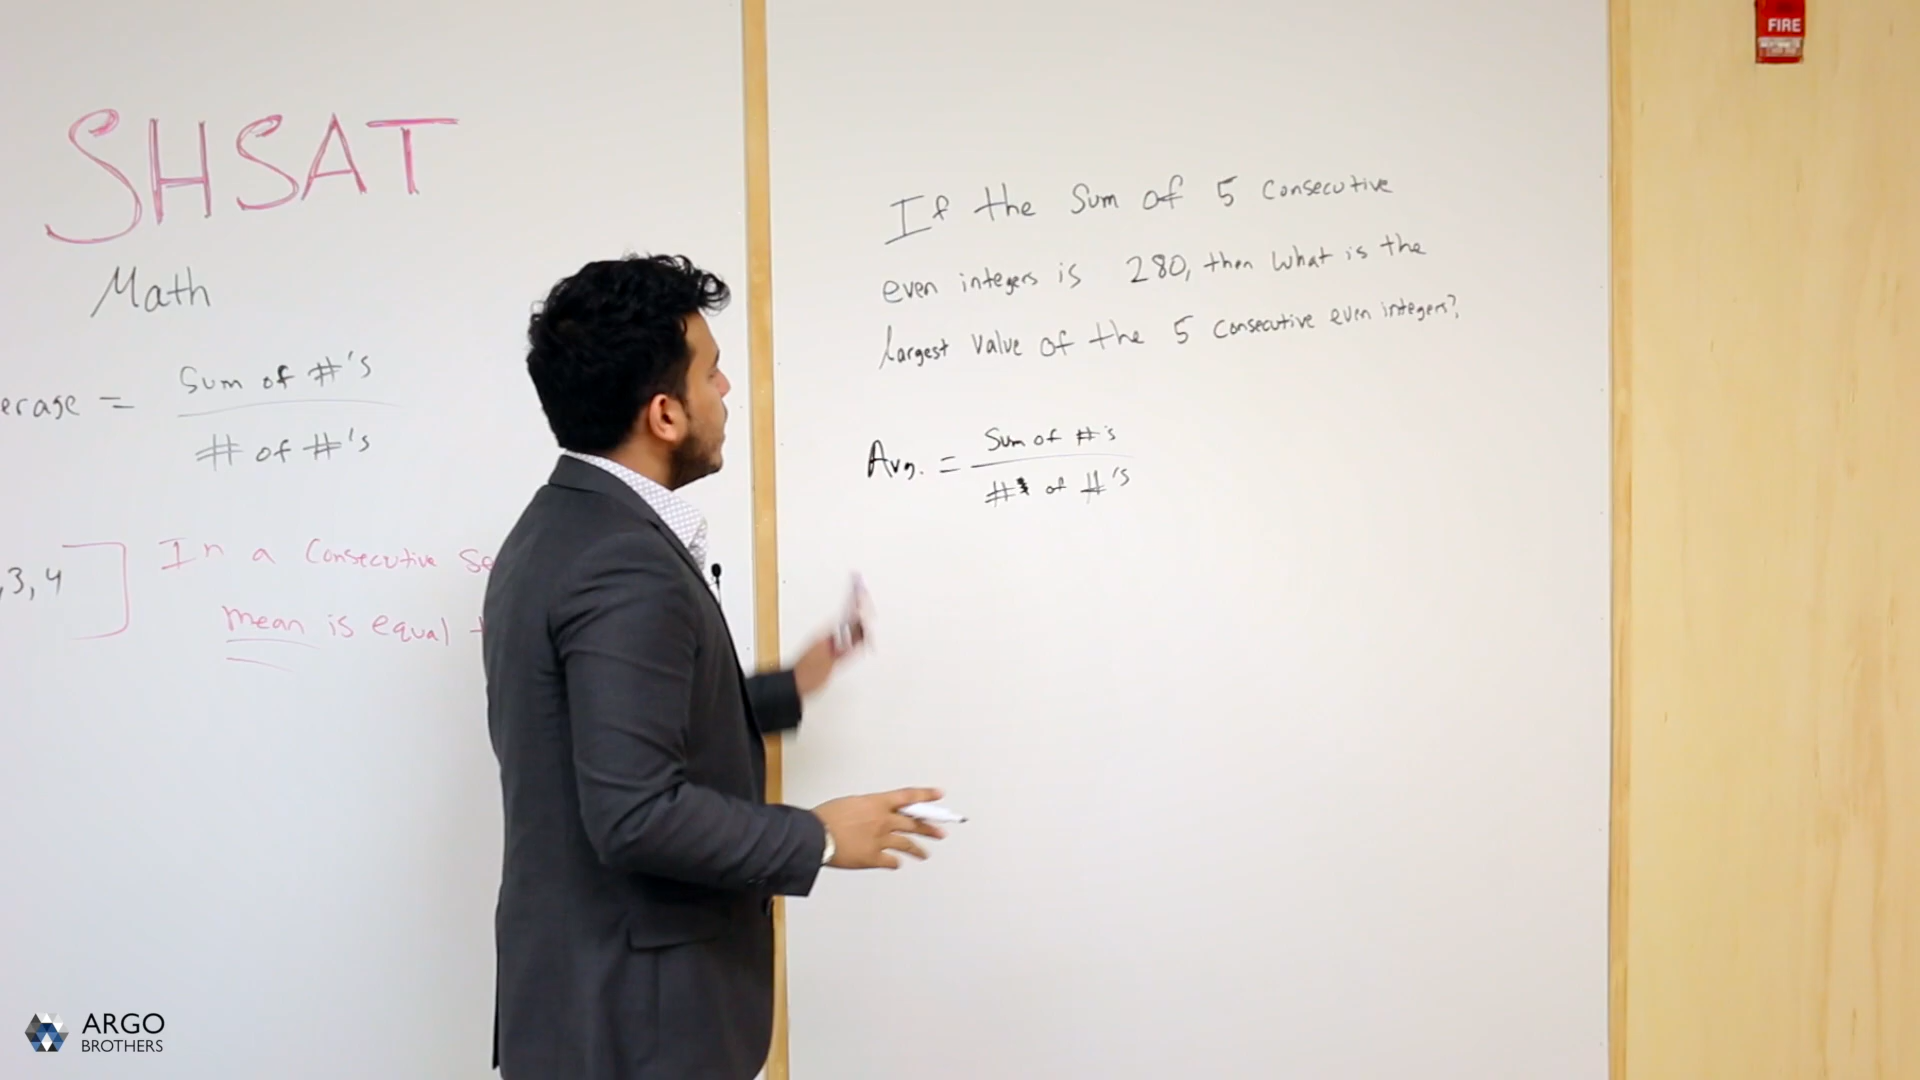 SHSAT
Math
erage = Sum of #'s
# of #'s
,3, 4
In a Consecutive Se
mean is equal t
If the Sum of 5 Consecutive
even integers is 280, then what is the
largest value of the 5 consecutive even integers?
Avg. = Sum of #'s
# of #'s
FIRE
ARGO
BROTHERS